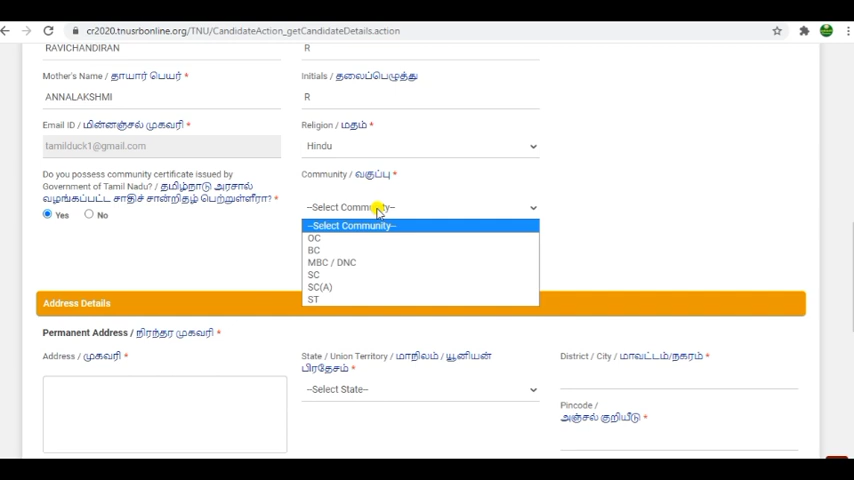 cr2020.tnusrbonline.org/TNU/CandidateAction_getCandidateDetails.action
RAVICHANDIRAN
R
Mother's Name / தாயார் பெயர் *
Initials / தலைப்பெழுத்து
ANNALAKSHMI
R
Email ID / மின்னஞ்சல் முகவரி *
Religion / மதம் *
tamilduck1@gmail.com
Hindu
Do you possess community certificate issued by
Government of Tamil Nadu? / தமிழ்நாடு அரசால்
வழங்கப்பட்ட சாதிச் சான்றிதழ் பெற்றுள்ளீரா? *
Yes
No
Community / வகுப்பு *
--Select Community--
--Select Community--
OC
BC
MBC / DNC
SC
SC(A)
ST
Address Details
Permanent Address / நிரந்தர முகவரி *
Address / முகவரி *
State / Union Territory / மாநிலம் / யூனியன்
பிரதேசம் *
--Select State--
District / City / மாவட்டம்/நகரம் *
Pincode /
அஞ்சல் குறியீடு *